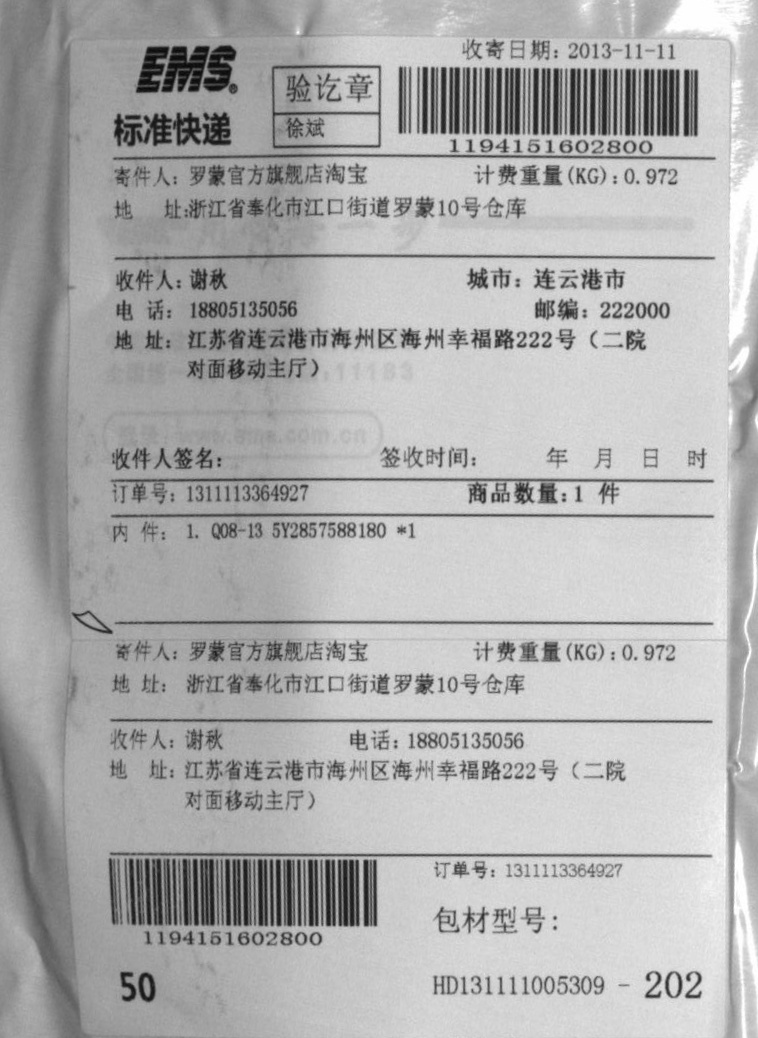 EMS
收寄日期: 2013-11-11
标准快递
验讫章
徐斌
1194151602800
寄件人: 罗蒙官方旗舰店淘宝 计费重量(KG): 0.972
地 址:浙江省奉化市江口街道罗蒙10号仓库
收件人: 谢秋 城市: 连云港市
电 话: 18805135056 邮编: 222000
地 址: 江苏省连云港市海州区海州幸福路222号（二院
对面移动主厅）
11183
www.ems.com.cn
收件人签名: 签收时间: 年 月 日 时
订单号: 1311113364927 商品数量:1 件
内 件: 1. Q08-13 5Y2857588180 *1
寄件人: 罗蒙官方旗舰店淘宝 计费重量(KG): 0.972
地 址: 浙江省奉化市江口街道罗蒙10号仓库
收件人: 谢秋 电话: 18805135056
地 址: 江苏省连云港市海州区海州幸福路222号（二院
对面移动主厅）
订单号: 1311113364927
1194151602800
包材型号:
50
HD131111005309 - 202